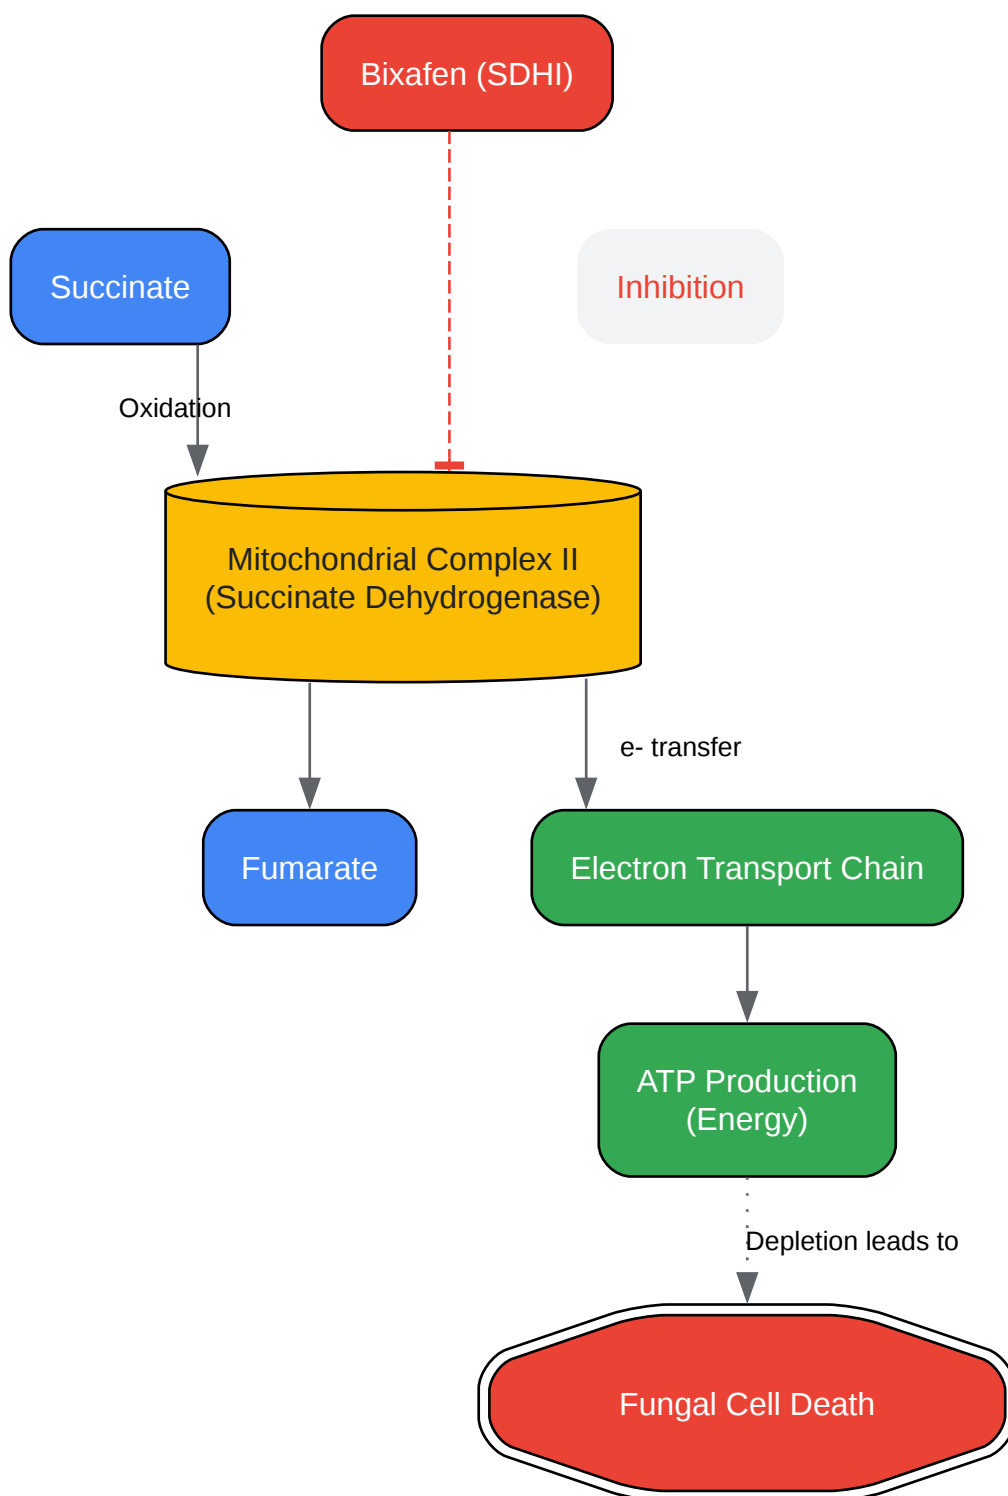 Bixafen (SDHI)
Succinate
Inhibition
Oxidation
Mitochondrial Complex II
(Succinate Dehydrogenase)
e- transfer
Fumarate
Electron Transport Chain
ATP Production
(Energy)
Depletion leads to
Fungal Cell Death